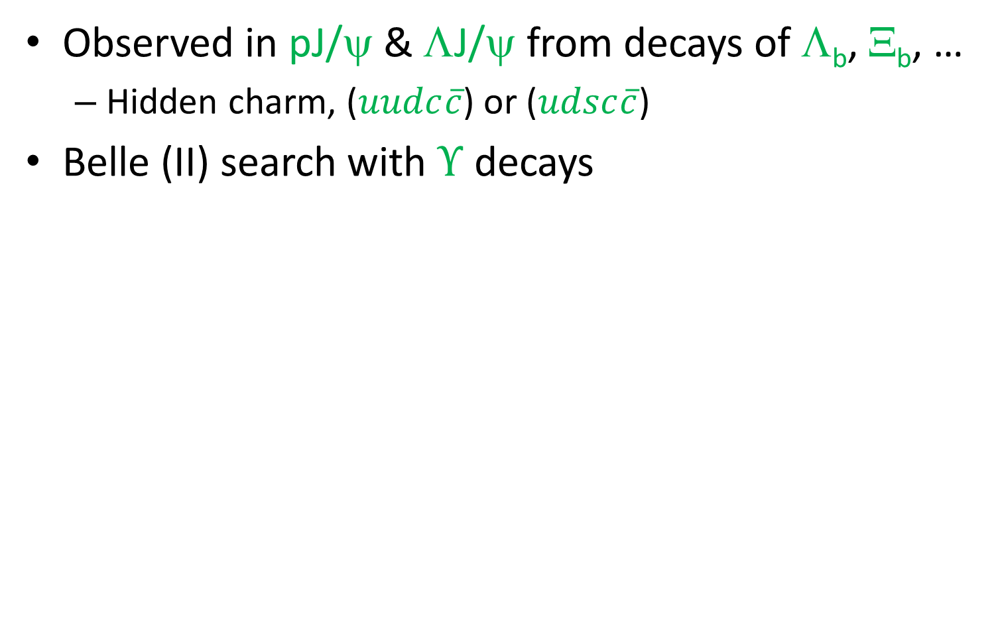 • Observed in pJ/ψ & ΛJ/ψ from decays of Λb, Ξb, …
– Hidden charm, (uudcc̄) or (udscc̄)
• Belle (II) search with ϒ decays